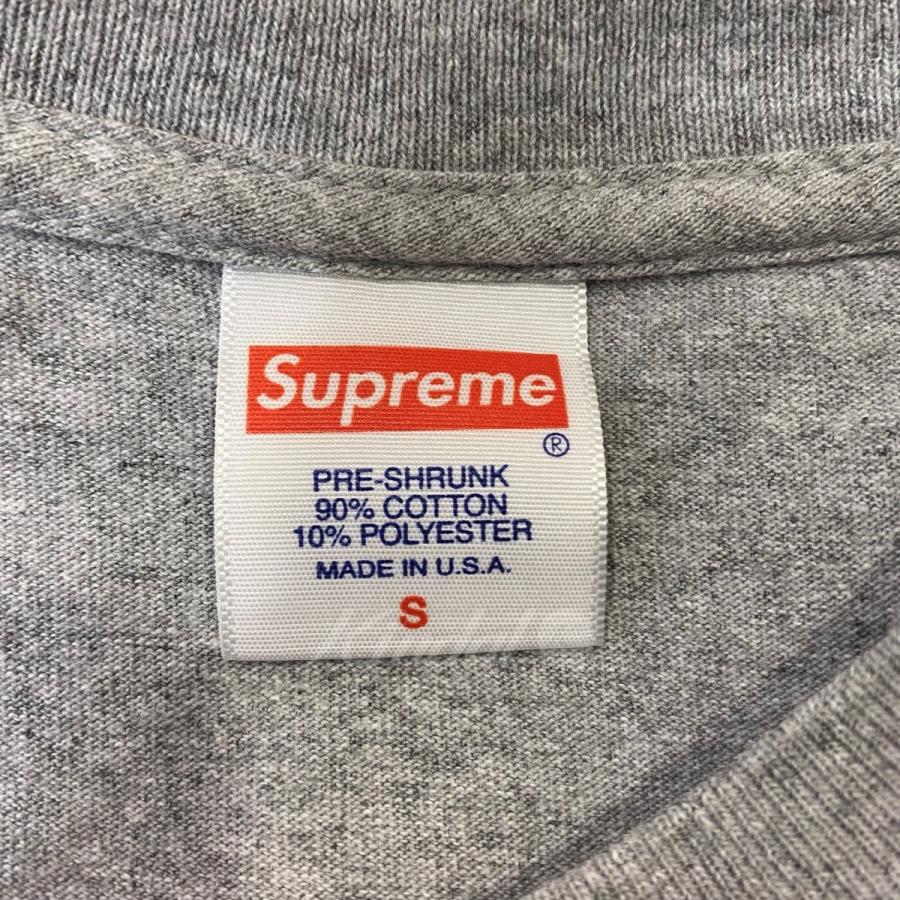 Supreme
®
PRE-SHRUNK
90% COTTON
10% POLYESTER
MADE IN U.S.A.
S